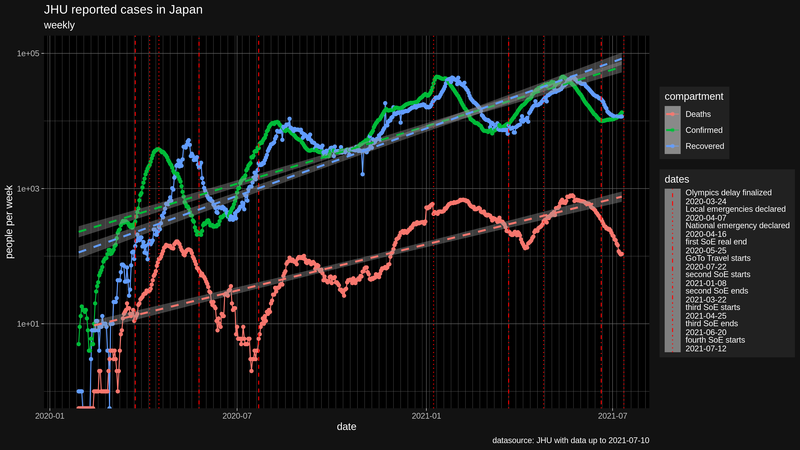 JHU reported cases in Japan
weekly
1e+05
1e+03
1e+01
people per week
2020-01
2020-07
2021-01
2021-07
date
compartment
Deaths
Confirmed
Recovered
dates
Olympics delay finalized
2020-03-24
Local emergencies declared
2020-04-07
National emergency declared
2020-04-16
first SoE real end
2020-05-25
GoTo Travel starts
2020-07-22
second SoE starts
2021-01-08
second SoE ends
2021-03-22
third SoE starts
2021-04-25
third SoE ends
2021-06-20
fourth SoE starts
2021-07-12
datasource: JHU with data up to 2021-07-10